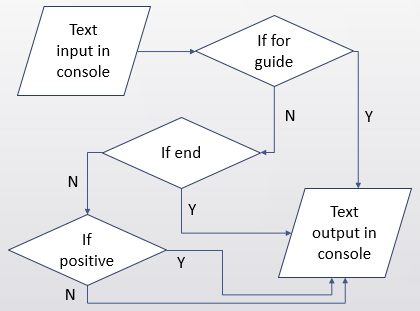 Text
input in
console
If for
guide
N
Y
If end
N
Y
If
positive
Y
N
Text
output in
console